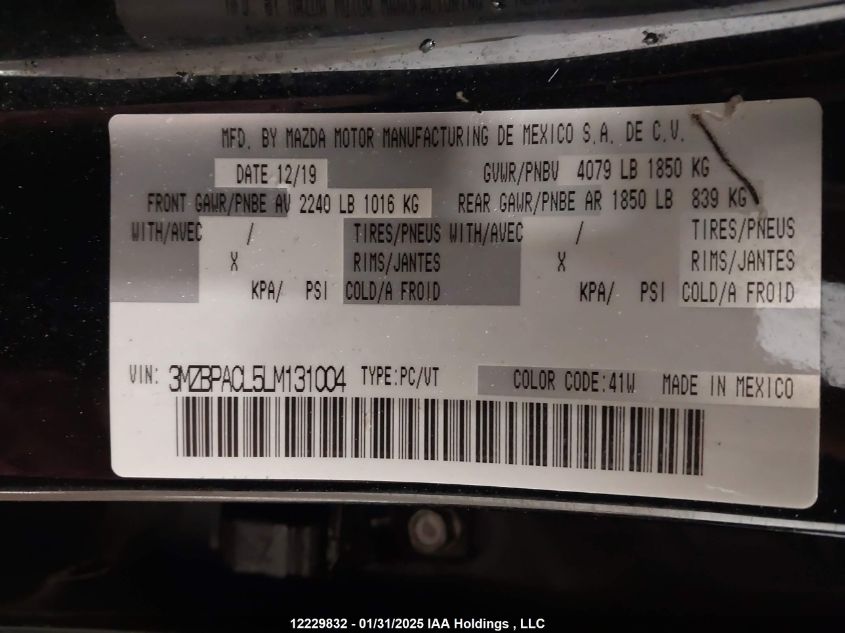 MFD. BY MAZDA MOTOR MANUFACTURING DE MEXICO S.A. DE C.V.
DATE 12/19 GVWR/PNBV 4079 LB 1850 KG
FRONT GAWR/PNBE AV 2240 LB 1016 KG REAR GAWR/PNBE AR 1850 LB 839 KG
WITH/AVEC / TIRES/PNEUS WITH/AVEC / TIRES/PNEUS
X RIMS/JANTES X RIMS/JANTES
KPA/ PSI COLD/A FROID KPA/ PSI COLD/A FROID
VIN: 3MZBPACL5LM131004 TYPE:PC/VT COLOR CODE:41W MADE IN MEXICO
12229832 - 01/31/2025 IAA Holdings , LLC